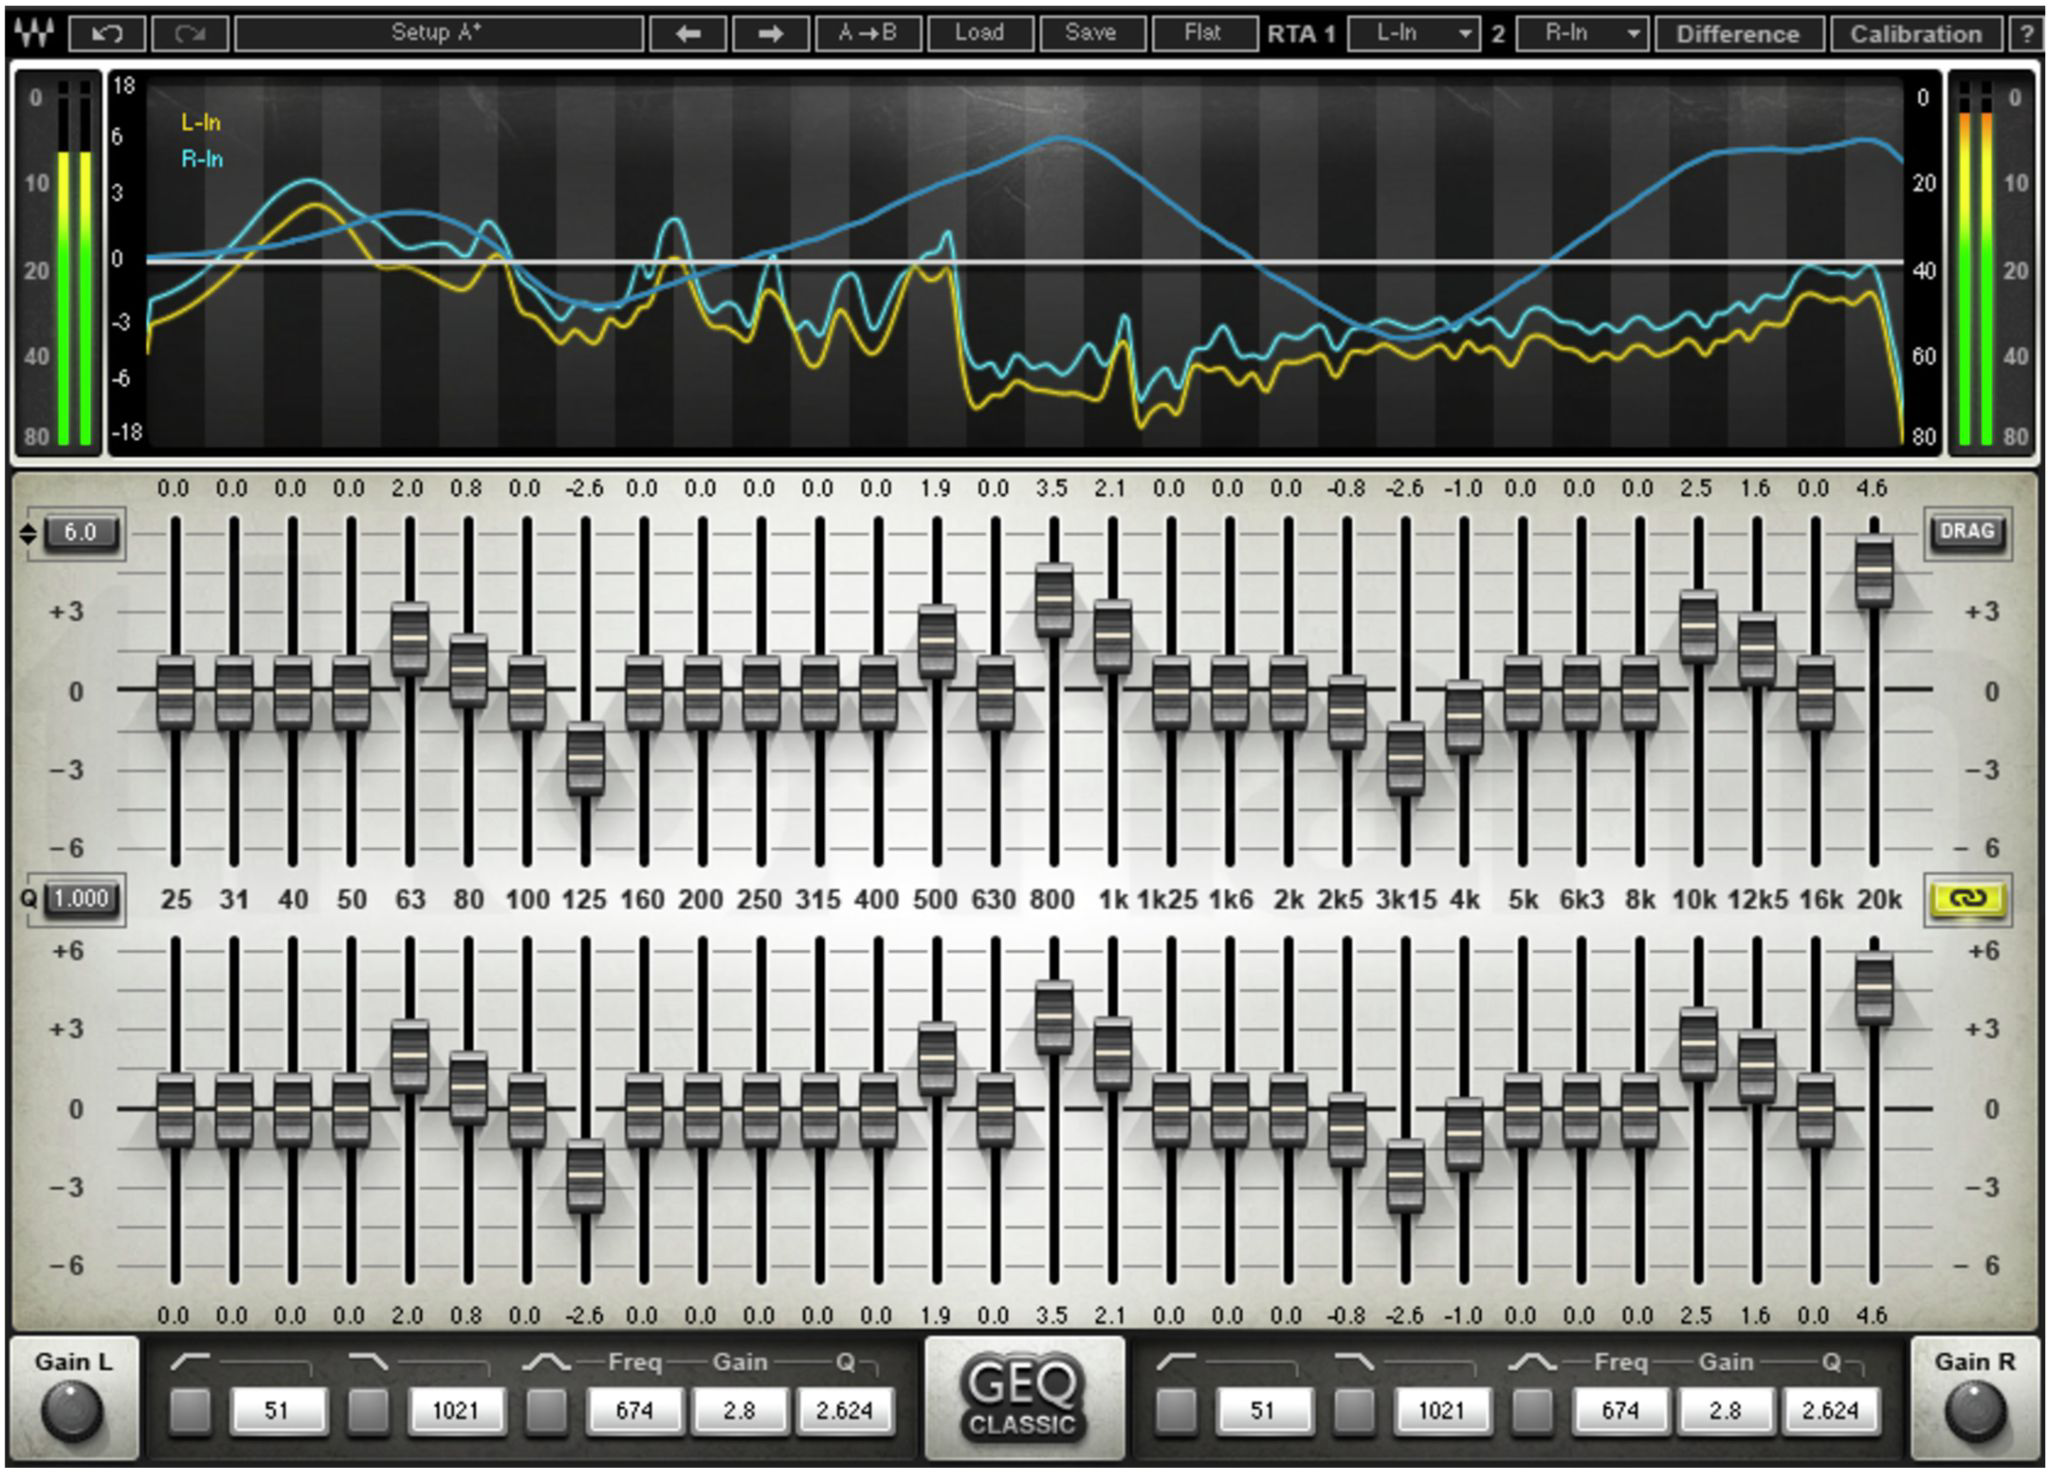 Setup A* A→B Load Save Flat RTA 1 L-In 2 R-In Difference Calibration ?
0 10 20 40 80
18 6 3 0 -3 -6 -18
L-In
R-In
0 20 40 60 80
0 10 20 40 80
0.0 0.0 0.0 0.0 2.0 0.8 0.0 -2.6 0.0 0.0 0.0 0.0 0.0 1.9 0.0 3.5 2.1 0.0 0.0 0.0 -0.8 -2.6 -1.0 0.0 0.0 0.0 2.5 1.6 0.0 4.6
6.0 DRAG
+3 +3
0 0
-3 -3
-6 - 6
Q 1.000 25 31 40 50 63 80 100 125 160 200 250 315 400 500 630 800 1k 1k25 1k6 2k 2k5 3k15 4k 5k 6k3 8k 10k 12k5 16k 20k
+6 +6
+3 +3
0 0
-3 -3
-6 - 6
0.0 0.0 0.0 0.0 2.0 0.8 0.0 -2.6 0.0 0.0 0.0 0.0 0.0 1.9 0.0 3.5 2.1 0.0 0.0 0.0 -0.8 -2.6 -1.0 0.0 0.0 0.0 2.5 1.6 0.0 4.6
Gain L Freq Gain Q Freq Gain Q Gain R
51 1021 674 2.8 2.624 GEQ 51 1021 674 2.8 2.624
CLASSIC